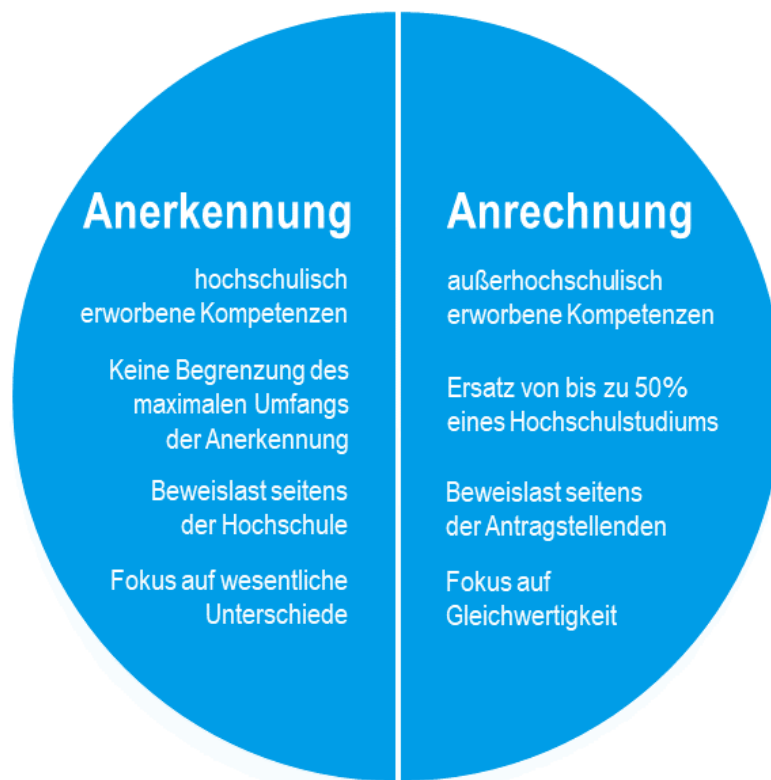 Anerkennung
hochschulisch
erworbene Kompetenzen
Keine Begrenzung des
maximalen Umfangs
der Anerkennung
Beweislast seitens
der Hochschule
Fokus auf wesentliche
Unterschiede
Anrechnung
außerhochschulisch
erworbene Kompetenzen
Ersatz von bis zu 50%
eines Hochschulstudiums
Beweislast seitens
der Antragstellenden
Fokus auf
Gleichwertigkeit